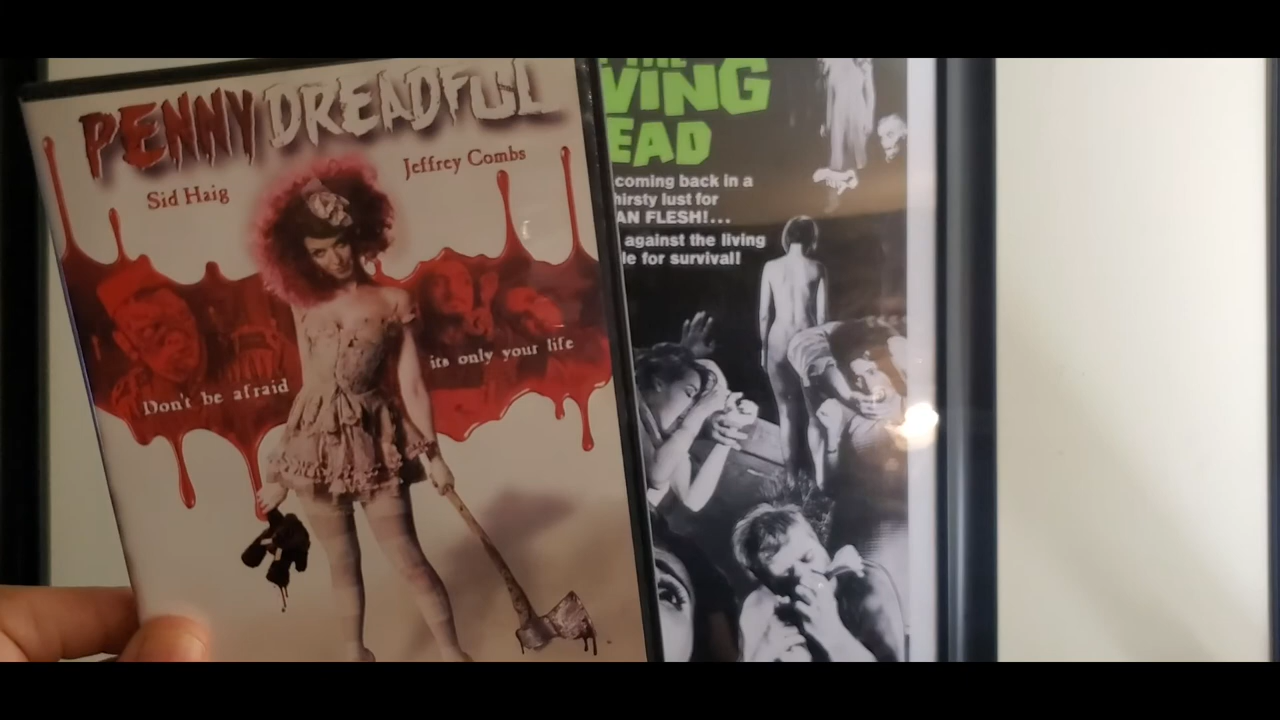 PENNY DREADFUL
Jeffrey Combs
Sid Haig
Don't be afraid
its only your life
VING
EAD
coming back in a
hirsty lust for
AN FLESH!...
against the living
le for survival!